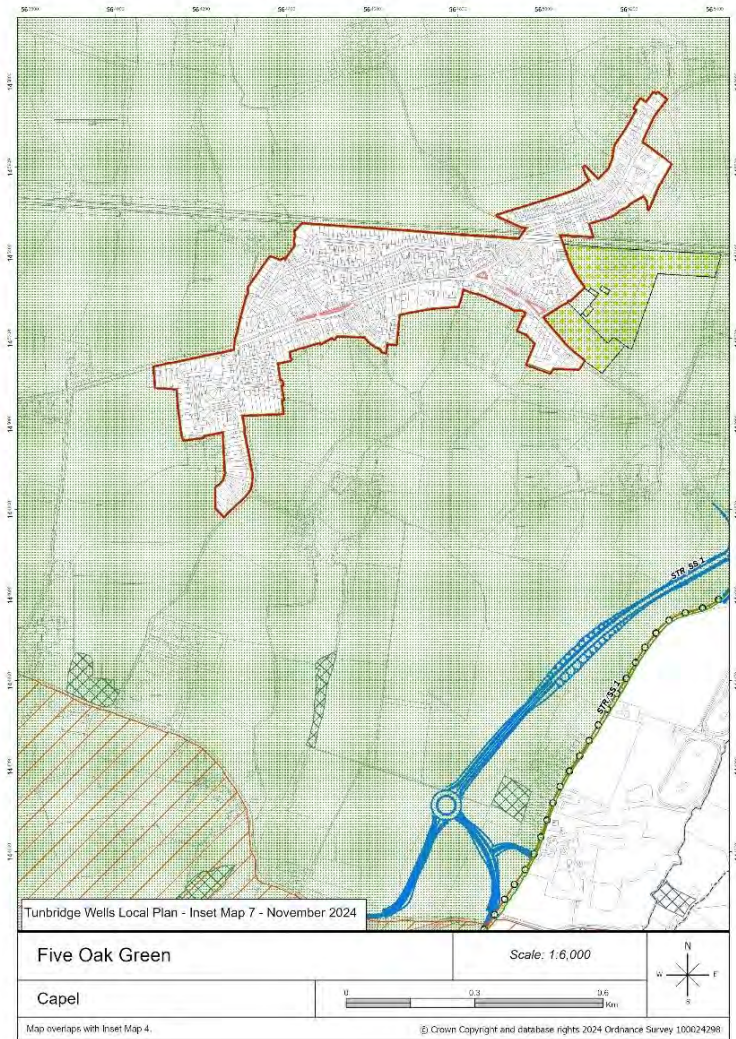 STR/SS 1
STR/SS 1
Tunbridge Wells Local Plan - Inset Map 7 - November 2024
Five Oak Green
Scale: 1:6,000
N
W
E
S
Capel
0
0.3
0.6
Km
Map overlaps with Inset Map 4.
© Crown Copyright and database rights 2024 Ordnance Survey 100024298